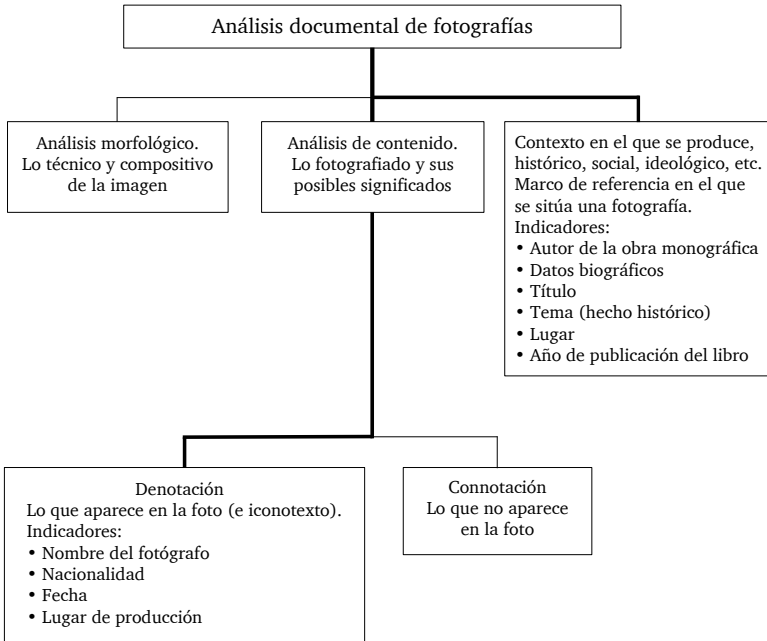 Análisis documental de fotografías
Análisis morfológico.
Lo técnico y compositivo
de la imagen
Análisis de contenido.
Lo fotografiado y sus
posibles significados
Contexto en el que se produce,
histórico, social, ideológico, etc.
Marco de referencia en el que
se sitúa una fotografía.
Indicadores:
• Autor de la obra monográfica
• Datos biográficos
• Título
• Tema (hecho histórico)
• Lugar
• Año de publicación del libro
Denotación
Lo que aparece en la foto (e iconotexto).
Indicadores:
• Nombre del fotógrafo
• Nacionalidad
• Fecha
• Lugar de producción
Connotación
Lo que no aparece
en la foto